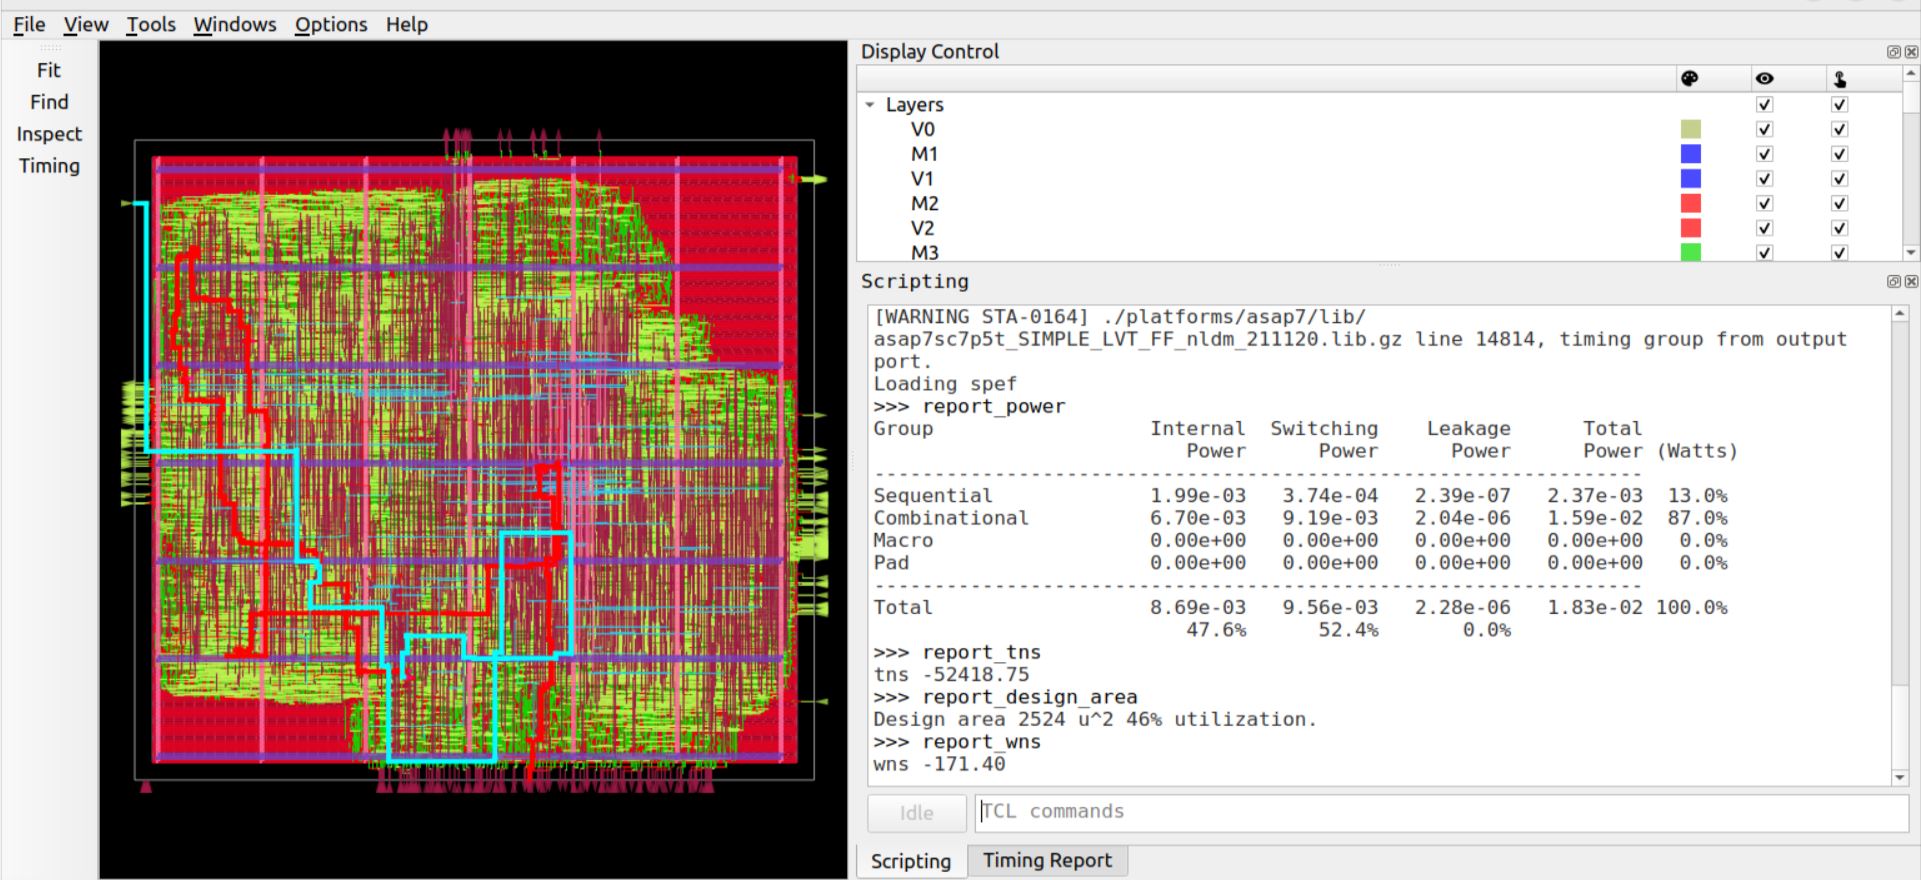 File View Tools Windows Options Help
Fit
Find
Inspect
Timing
Display Control
Layers
V0
M1
V1
M2
V2
M3
Scripting
[WARNING STA-0164] ./platforms/asap7/lib/
asap7sc7p5t_SIMPLE_LVT_FF_nldm_211120.lib.gz line 14814, timing group from output
port.
Loading spef
>>> report_power
Group Internal Switching Leakage Total
Power Power Power Power (Watts)
----------------------------------------------------------------
Sequential 1.99e-03 3.74e-04 2.39e-07 2.37e-03 13.0%
Combinational 6.70e-03 9.19e-03 2.04e-06 1.59e-02 87.0%
Macro 0.00e+00 0.00e+00 0.00e+00 0.00e+00 0.0%
Pad 0.00e+00 0.00e+00 0.00e+00 0.00e+00 0.0%
----------------------------------------------------------------
Total 8.69e-03 9.56e-03 2.28e-06 1.83e-02 100.0%
47.6% 52.4% 0.0%
>>> report_tns
tns -52418.75
>>> report_design_area
Design area 2524 u^2 46% utilization.
>>> report_wns
wns -171.40
Idle TCL commands
Scripting Timing Report